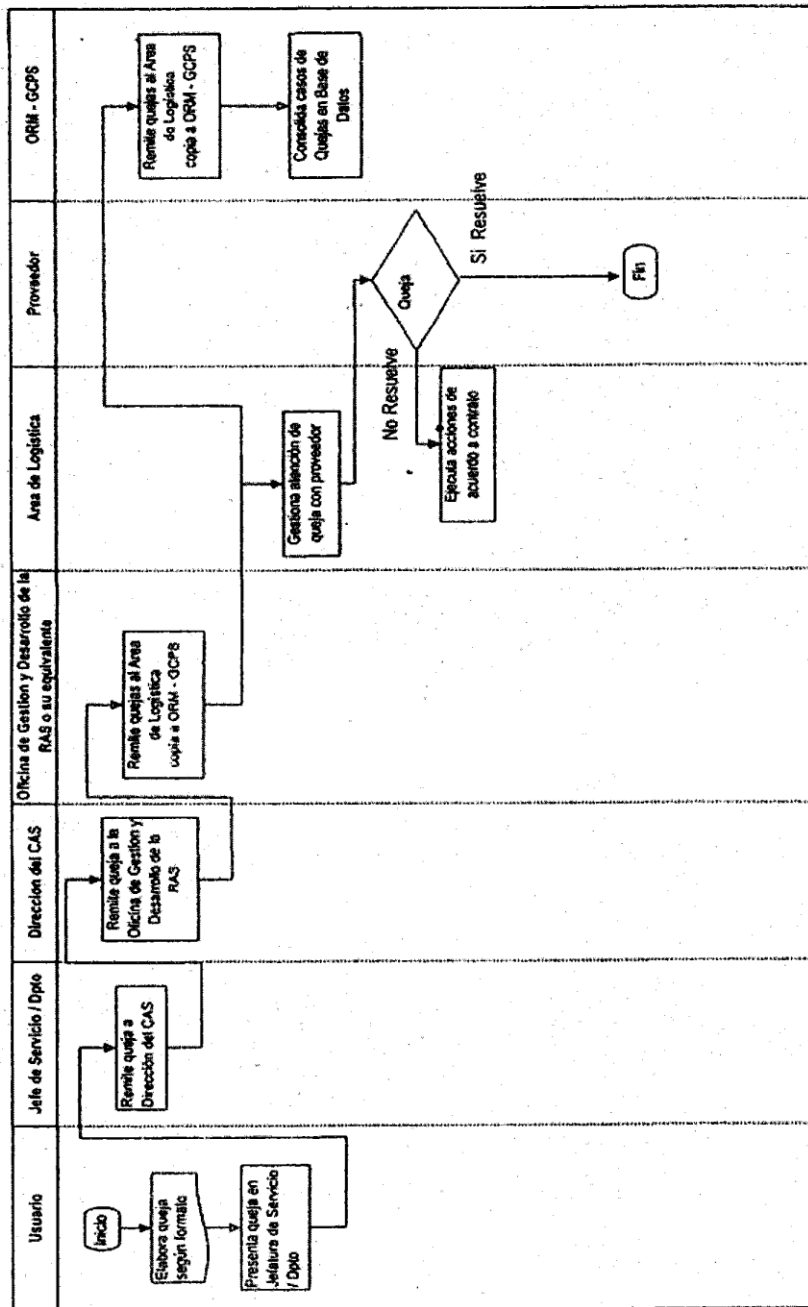 Usuario
Jefe de Servicio / Dpto
Direccion del CAS
Oficina de Gestion y Desarrollo de la
RAS o su equivalente
Area de Logística
Proveedor
ORM - GCPS
Inicio
Elabora queja
según formato
Presenta queja en
Jefatura de Servicio
/ Dpto
Remite queja a
Dirección del CAS
Remite queja a la
Oficina de Gestion y
Desarrollo de la
RAS
Remite quejas al Area
de Logística
copia a ORM - GCPS
Gestiona atención de
queja con proveedor
Ejecuta acciones de
acuerdo a contrato
No Resuelve
Queja
Si Resuelve
Fin
Remite quejas al Area
de Logística
copia a ORM - GCPS
Consolida casos de
Quejas en Base de
Datos